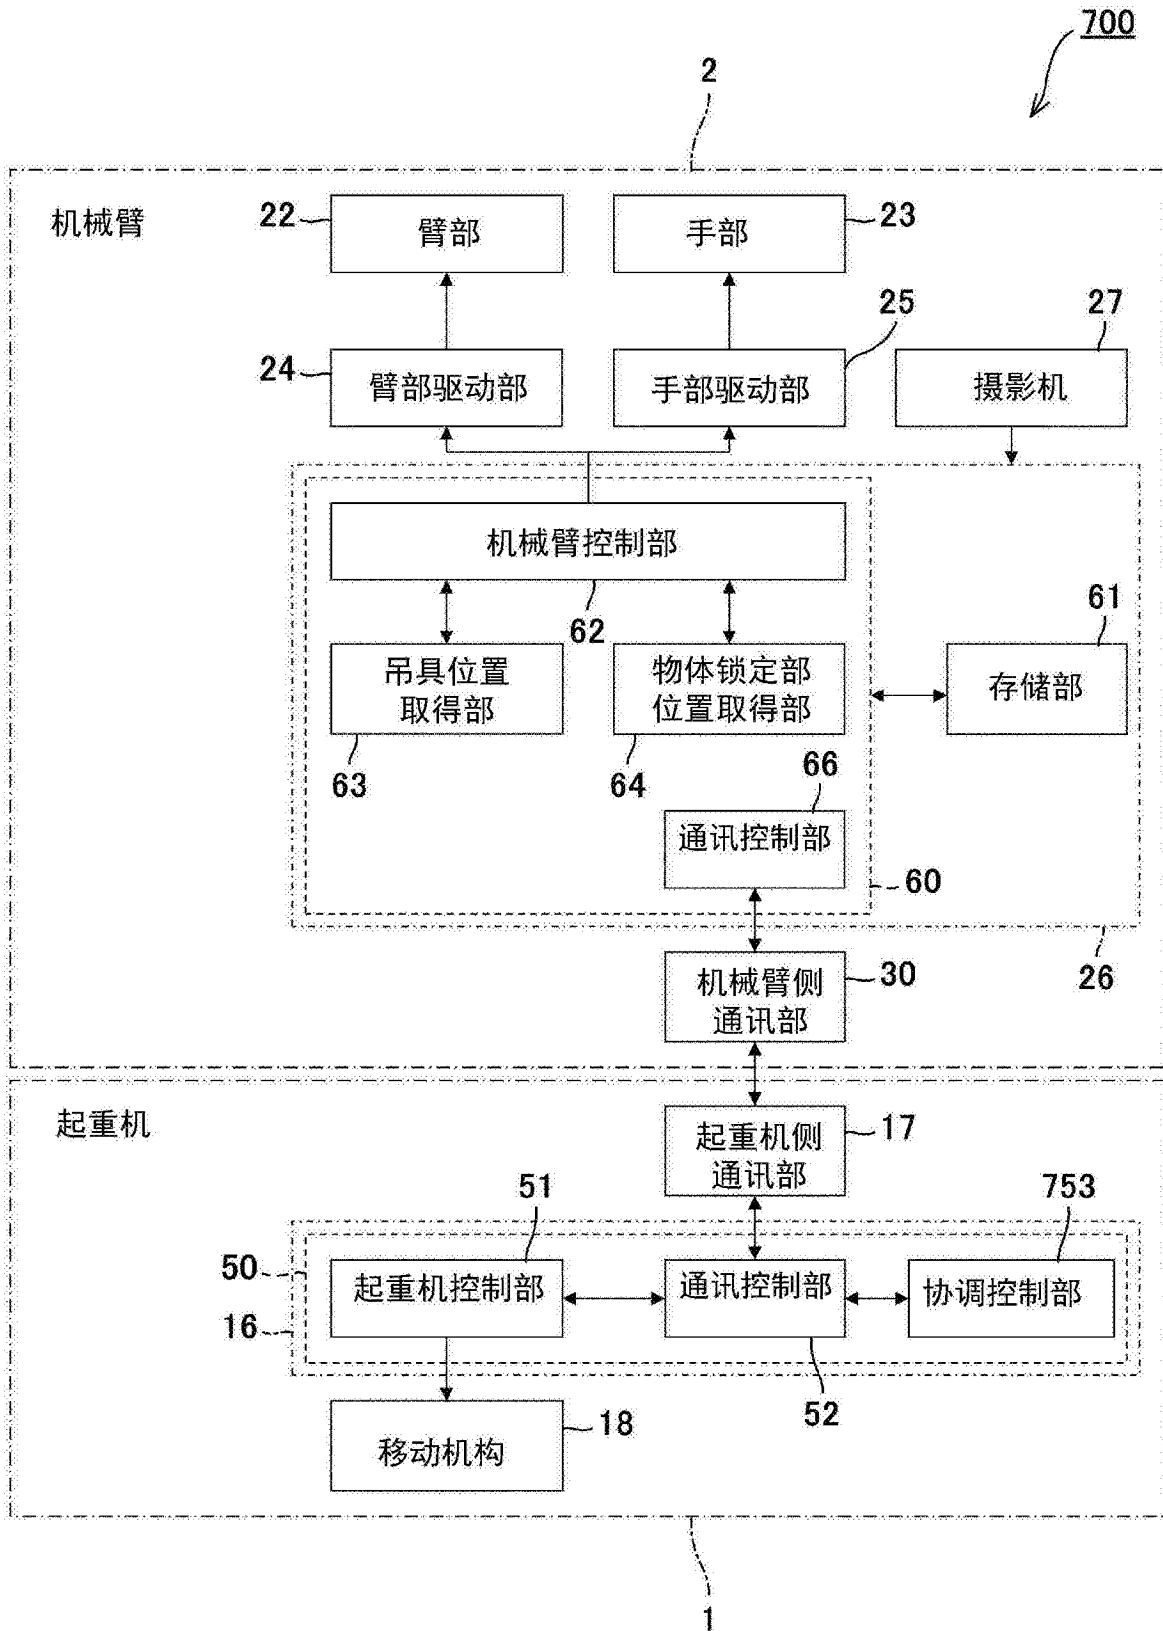 700
2
机械臂
22
臂部
手部
23
24
臂部驱动部
手部驱动部
25
摄影机
27
机械臂控制部
62
吊具位置
取得部
63
物体锁定部
位置取得部
64
存储部
61
66
通讯控制部
60
26
机械臂侧
通讯部
30
起重机
起重机侧
通讯部
17
51
753
50
起重机控制部
通讯控制部
协调控制部
16
52
移动机构
18
1